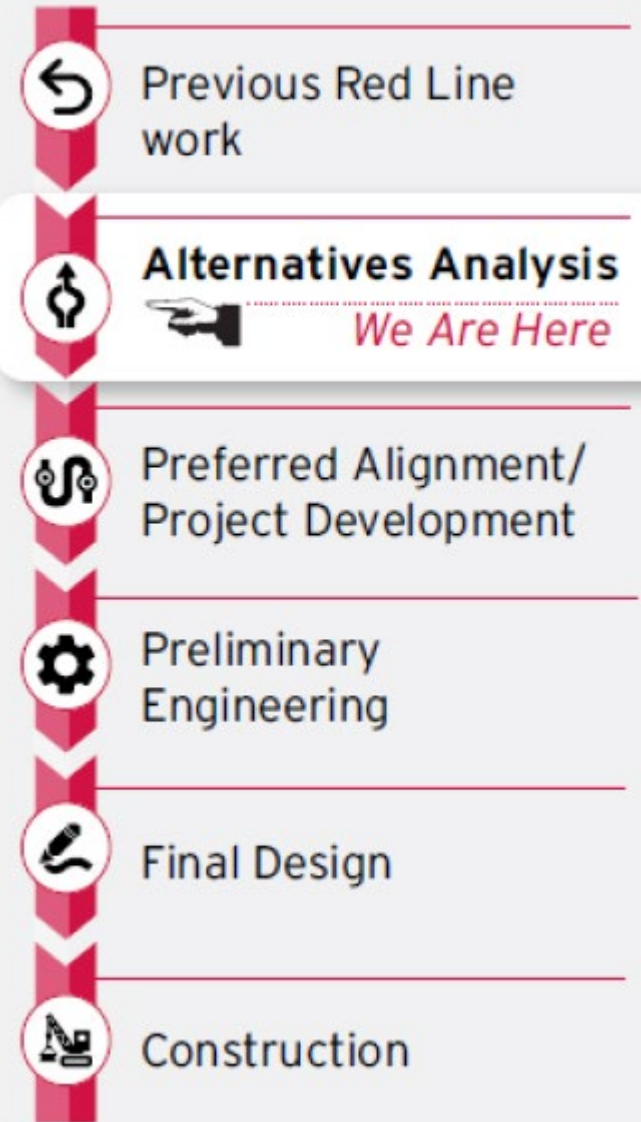 Previous Red Line
work
Alternatives Analysis
We Are Here
Preferred Alignment/
Project Development
Preliminary
Engineering
Final Design
Construction